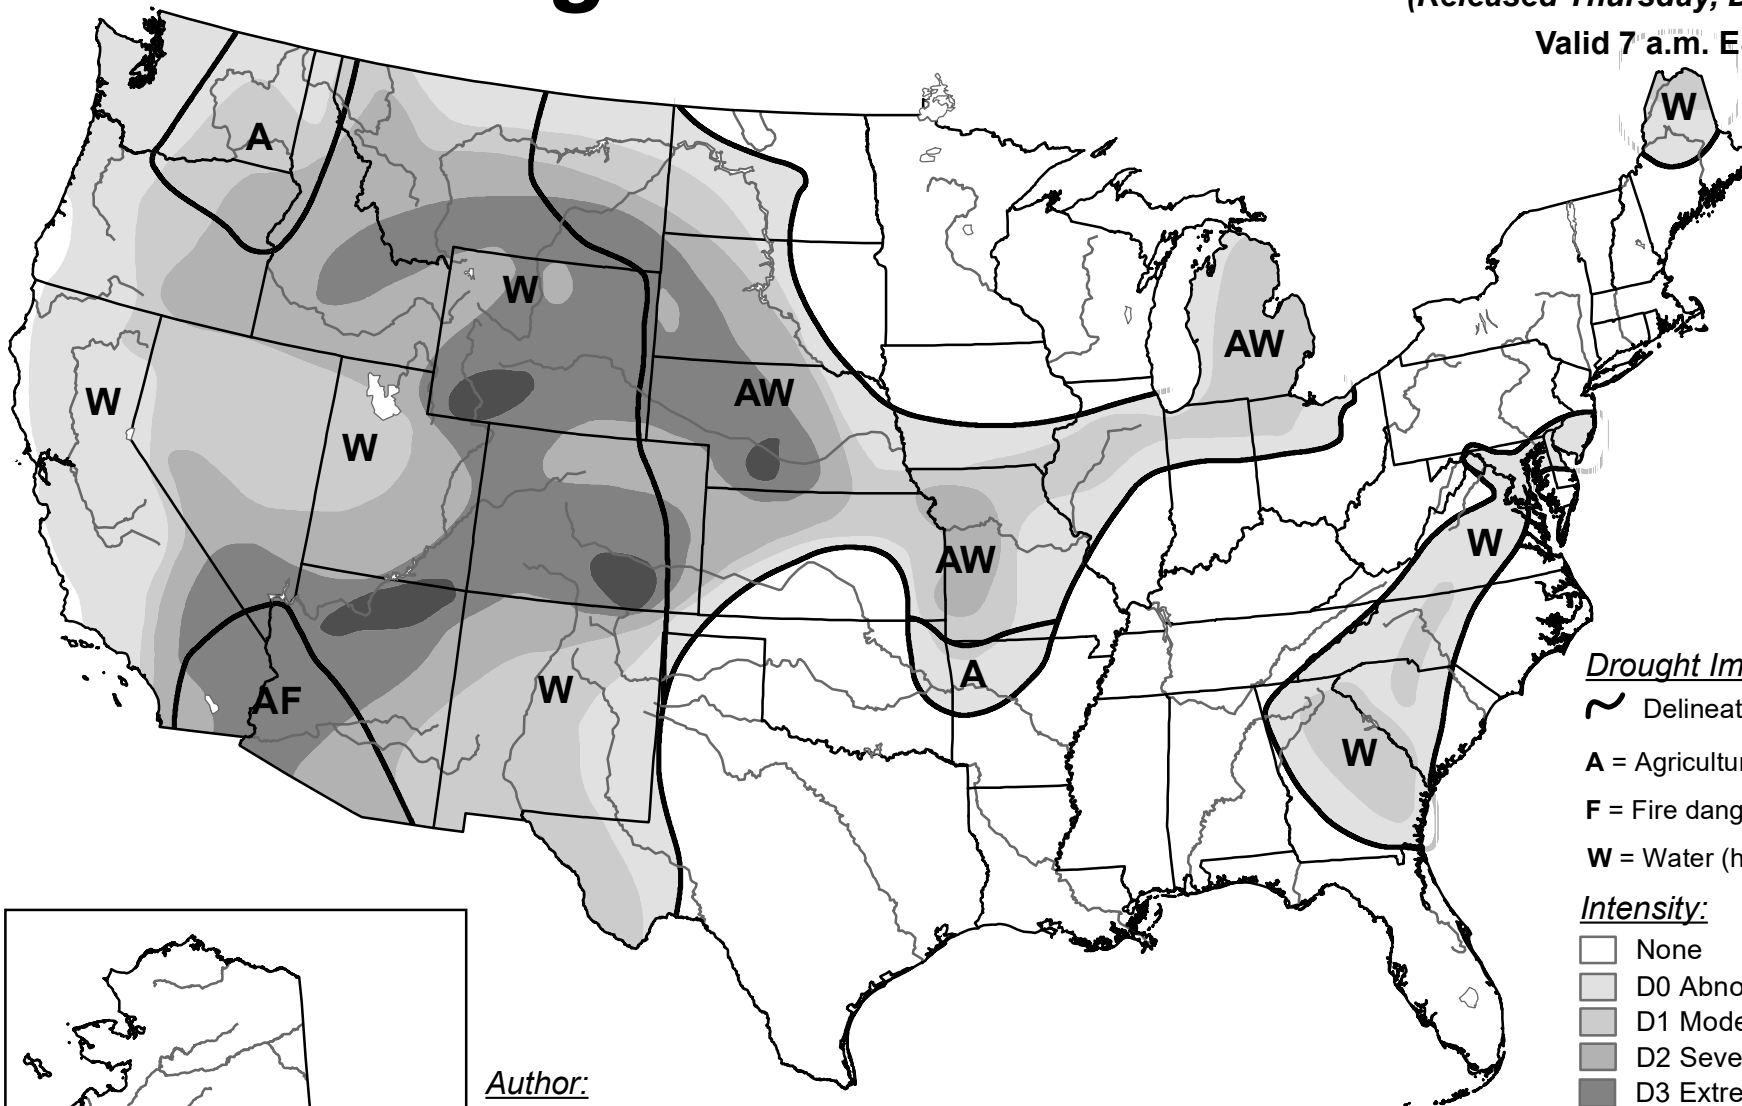 g
(Released Thursday,
Valid 7 a.m. E
W
A
W
AW
W
AW
W
AW
W
A
W
AF
W
Drought Im
Delineat
A = Agricultur
F = Fire dang
W = Water (h
Intensity:
None
D0 Abno
D1 Mode
D2 Seve
D3 Extre
Author: